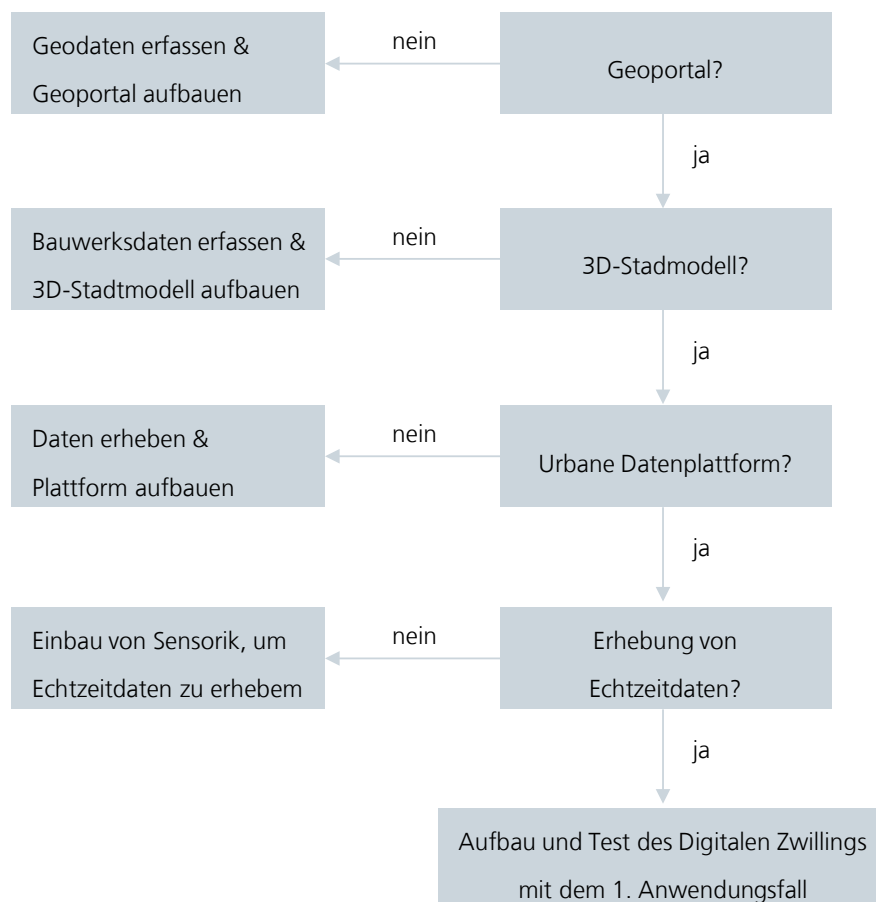 Geodaten erfassen &
Geoportal aufbauen
nein
Geoportal?
ja
Bauwerksdaten erfassen &
3D-Stadtmodell aufbauen
nein
3D-Stadmodell?
ja
Daten erheben &
Plattform aufbauen
nein
Urbane Datenplattform?
ja
Einbau von Sensorik, um
Echtzeitdaten zu erhebem
nein
Erhebung von
Echtzeitdaten?
ja
Aufbau und Test des Digitalen Zwillings
mit dem 1. Anwendungsfall